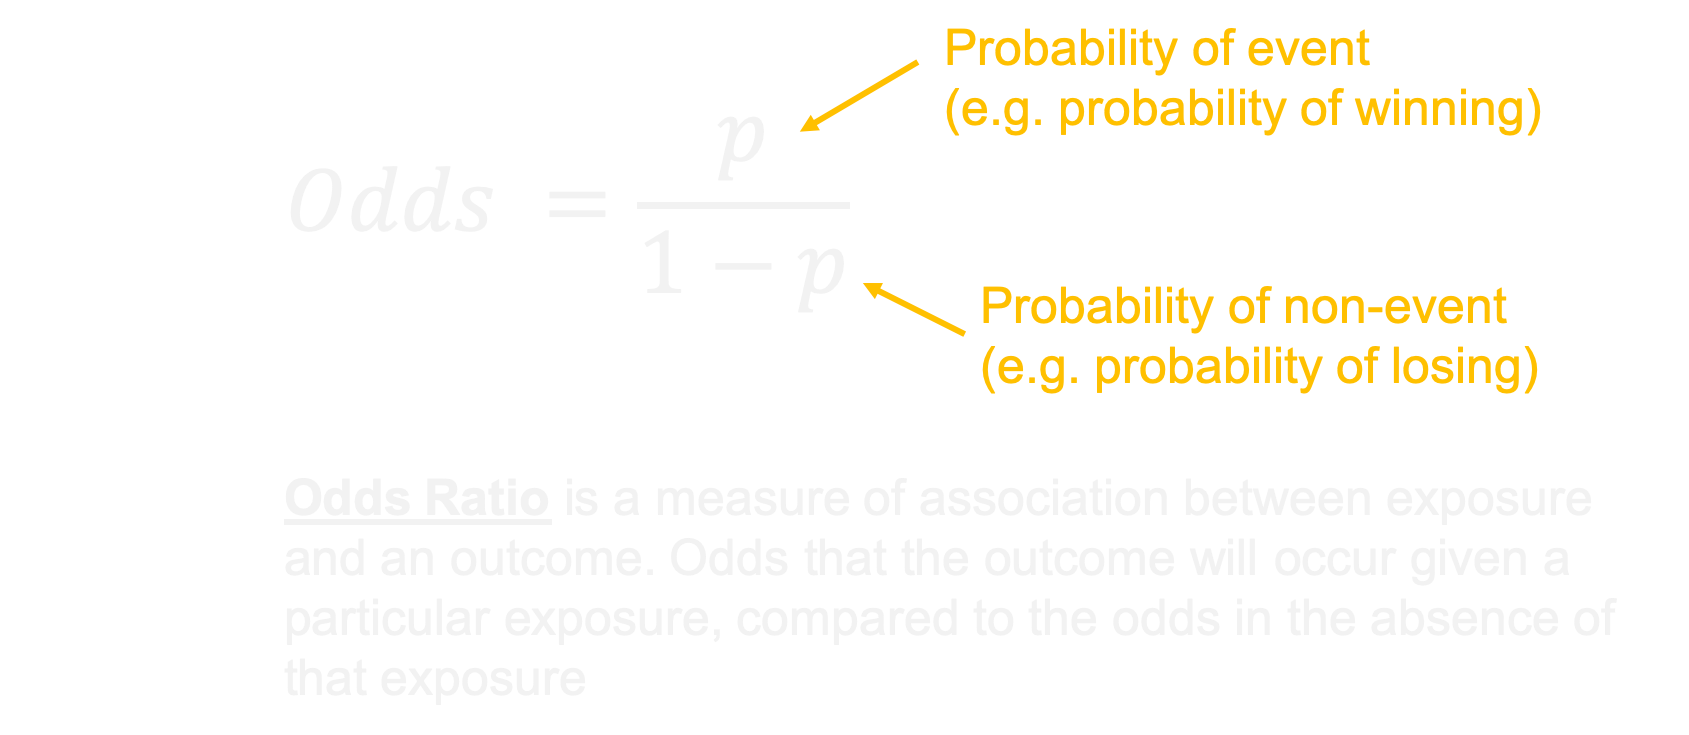 Probability of event
(e.g. probability of winning)
Odds = p / 1 − p
Probability of non-event
(e.g. probability of losing)
Odds Ratio is a measure of association between exposure
and an outcome. Odds that the outcome will occur given a
particular exposure, compared to the odds in the absence of
that exposure